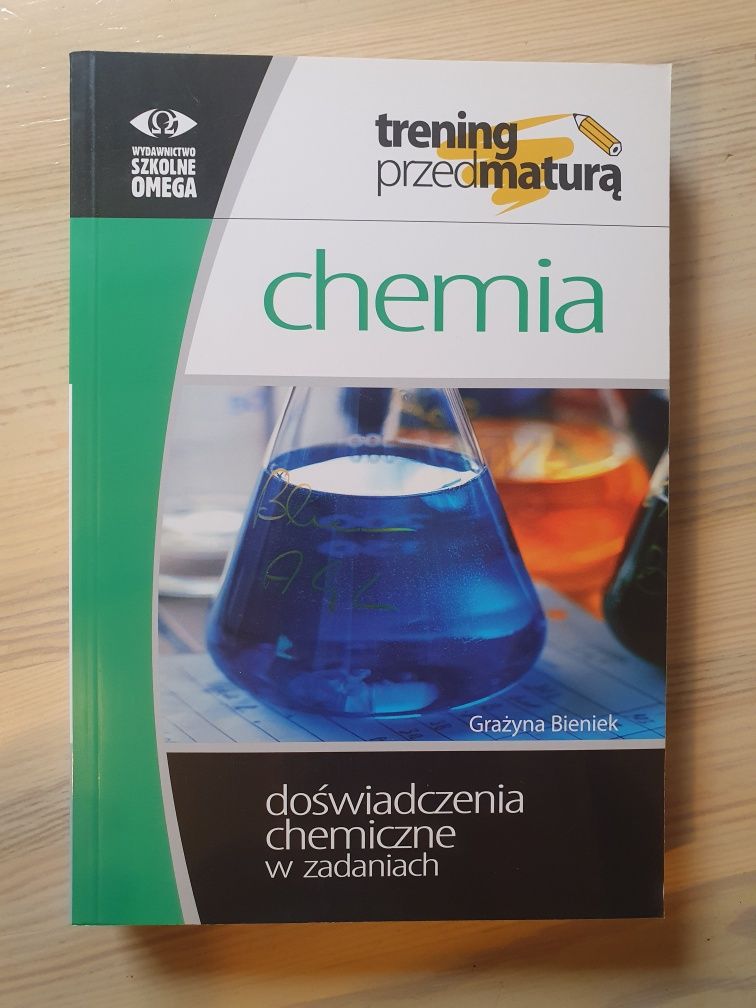 WYDAWNICTWO
SZKOLNE
OMEGA
trening
przedmaturą
chemia
Grażyna Bieniek
doświadczenia
chemiczne
w zadaniach